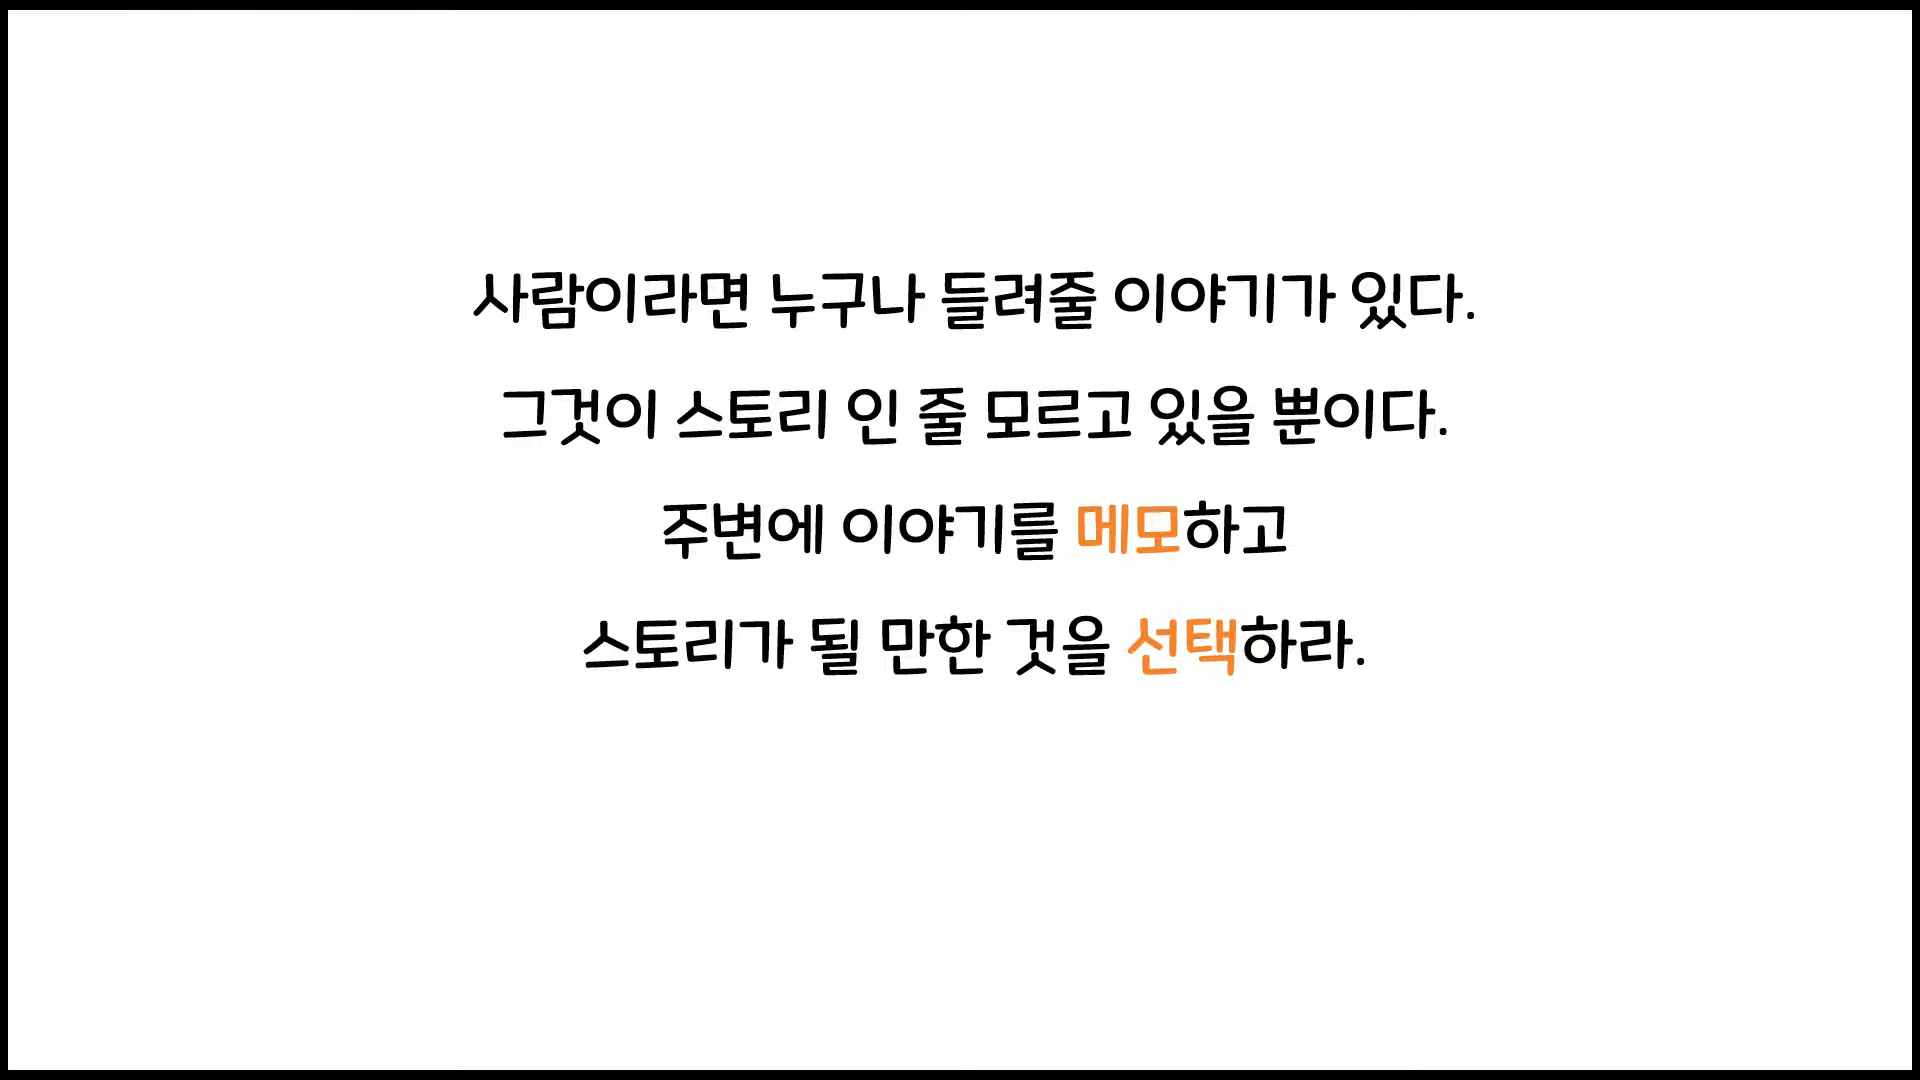 사람이라면 누구나 들려줄 이야기가 있다.
그것이 스토리 인 줄 모르고 있을 뿐이다.
주변에 이야기를 메모하고
스토리가 될 만한 것을 선택하라.